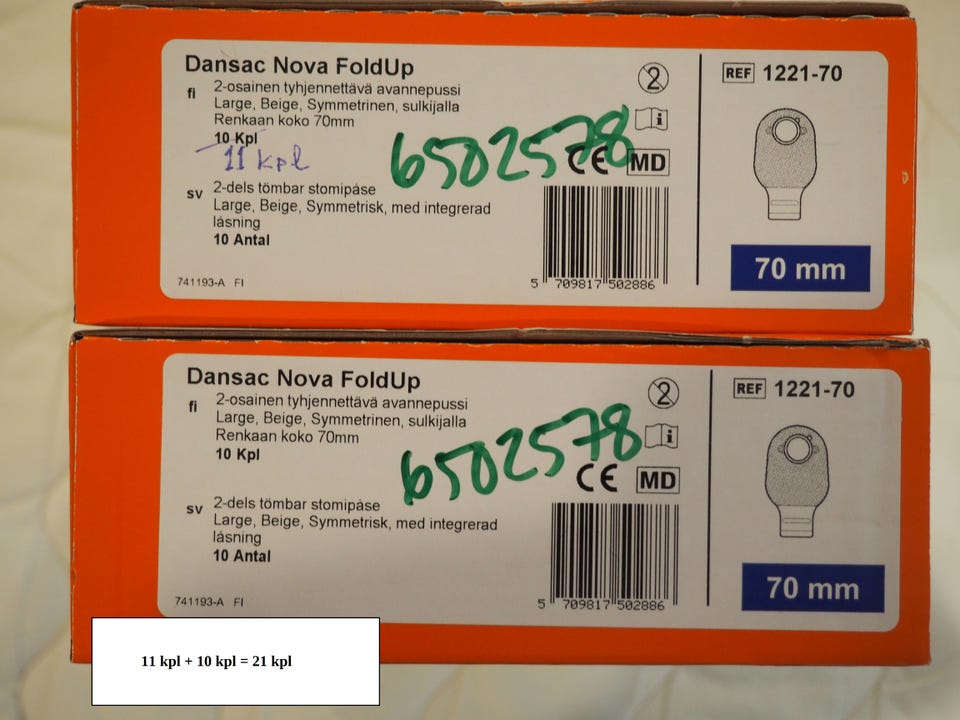 Dansac Nova FoldUp
fi 2-osainen tyhjennettävä avannepussi
Large, Beige, Symmetrinen, sulkijalla
Renkaan koko 70mm
10 Kpl
11 kpl
6502578
CE MD
sv 2-dels tömbar stomipåse
Large, Beige, Symmetrisk, med integrerad
låsning
10 Antal
741193-A FI
5 709817 502886
REF 1221-70
70 mm
Dansac Nova FoldUp
fi 2-osainen tyhjennettävä avannepussi
Large, Beige, Symmetrinen, sulkijalla
Renkaan koko 70mm
10 Kpl
6502578
CE MD
sv 2-dels tömbar stomipåse
Large, Beige, Symmetrisk, med integrerad
låsning
10 Antal
741193-A FI
5 709817 502886
REF 1221-70
70 mm
11 kpl + 10 kpl = 21 kpl